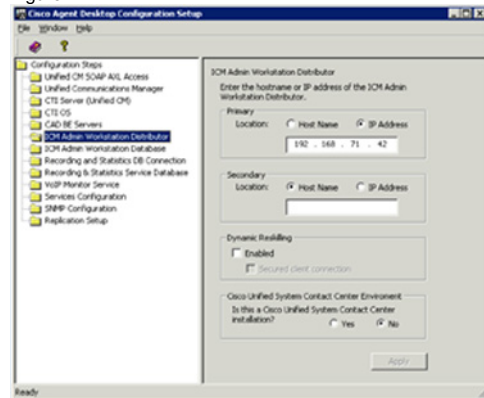 Cisco Agent Desktop Configuration Setup
File Window Help
Configuration Steps
Unified CM SOAP AXL Access
Unified Communications Manager
CTI Server (Unified CM)
CTI OS
CAD BE Servers
ICM Admin Workstation Distributor
ICM Admin Workstation Database
Recording and Statistics DB Connection
Recording & Statistics Service Database
VoIP Monitor Service
Services Configuration
SNMP Configuration
Replication Setup
ICM Admin Workstation Distributor
Enter the hostname or IP address of the ICM Admin
Workstation Distributor.
Primary
Location: Host Name IP Address
192 . 168 . 71 . 42
Secondary
Location: Host Name IP Address
Dynamic Reskilling
Enabled
Secured client connection
Cisco Unified System Contact Center Enviroment
Is this a Cisco Unified System Contact Center
installation?
Yes No
Apply
Ready